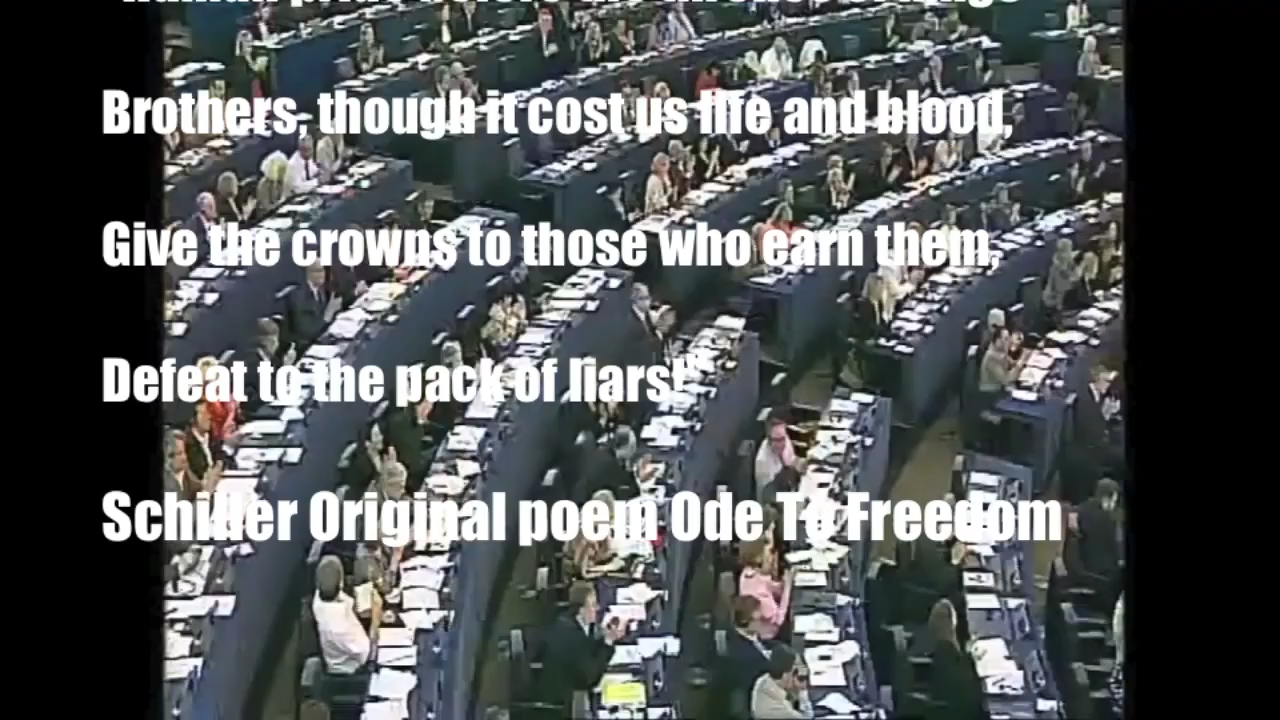 Brothers, though it cost us life and blood,
Give the crowns to those who earn them,
Defeat to the pack of liars!"
Schiller Original poem Ode To Freedom